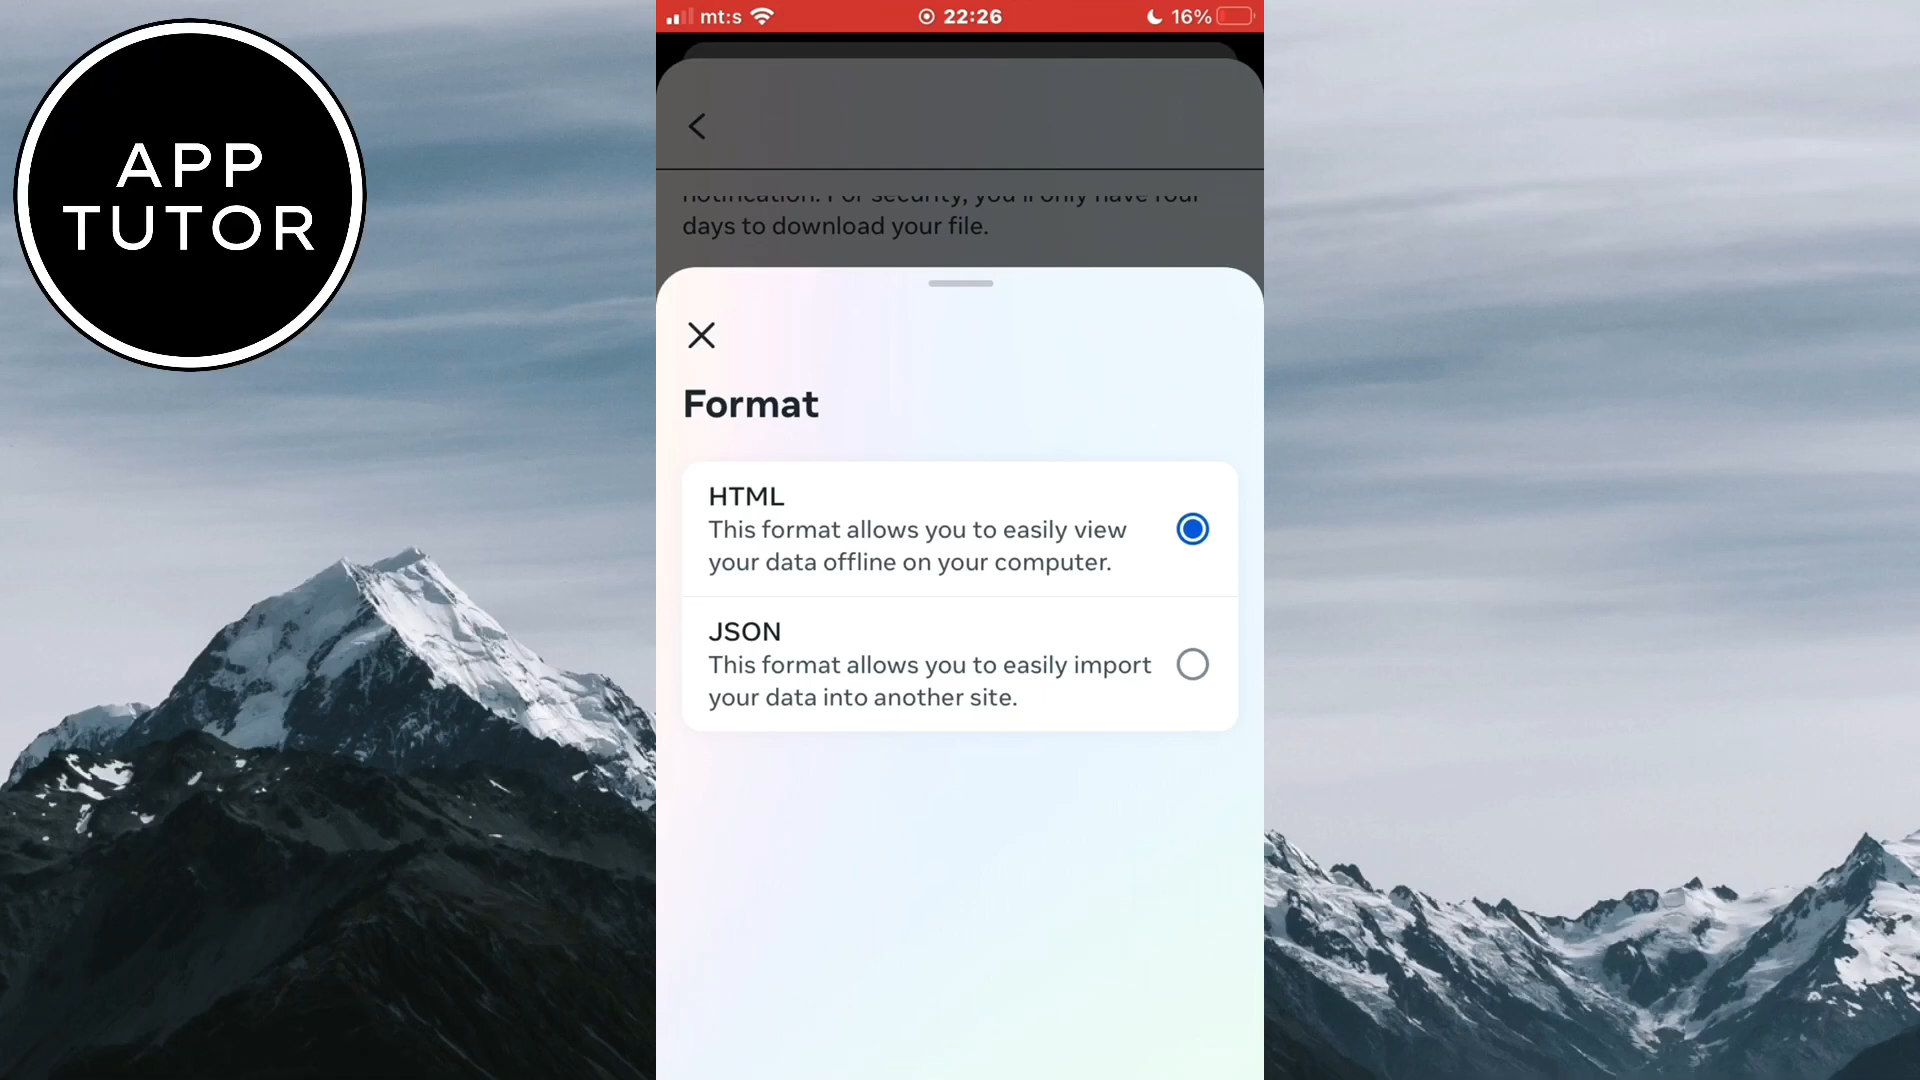 APP
TUTOR
mt:s
22:26
16%
notification. For security, you'll only have four
days to download your file.
Format
HTML
This format allows you to easily view
your data offline on your computer.
JSON
This format allows you to easily import
your data into another site.